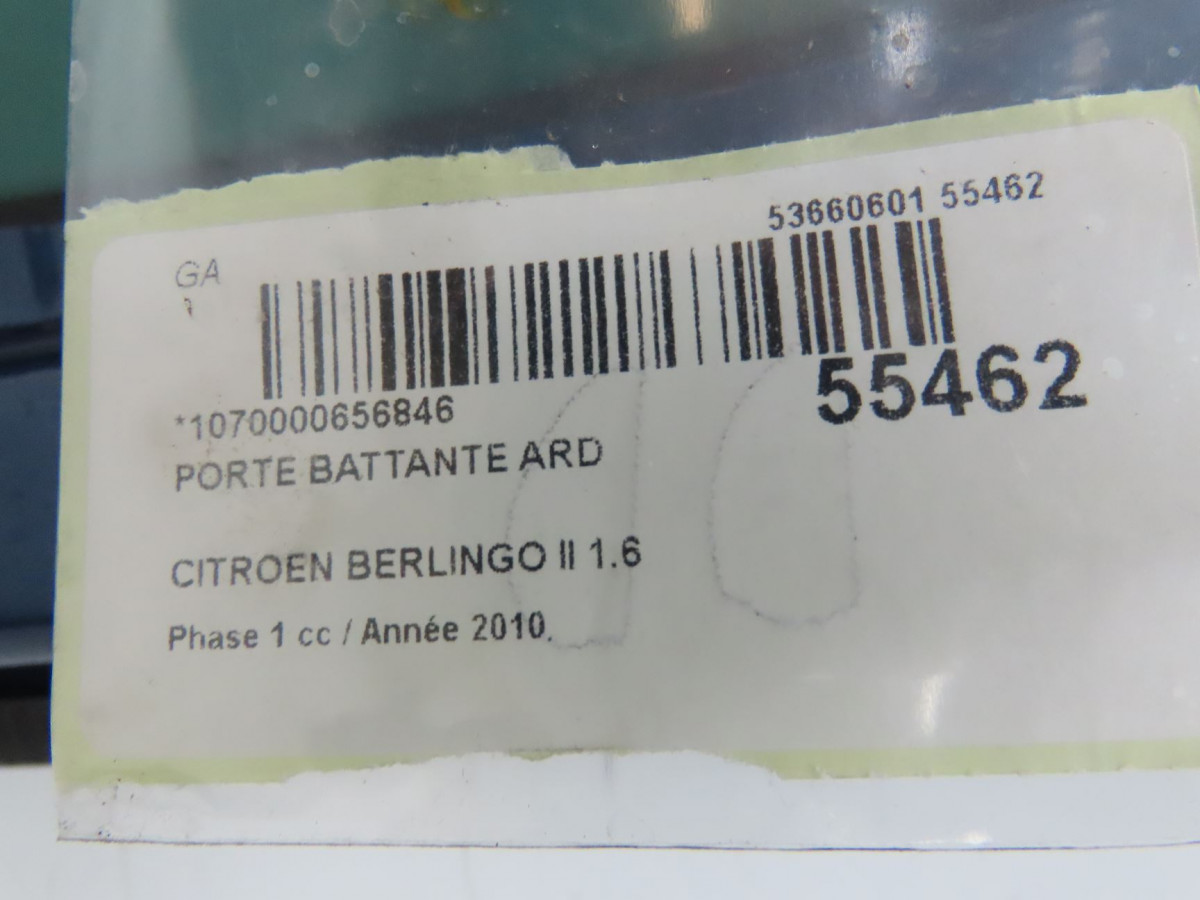 53660601 55462
GA
55462
*1070000656846
PORTE BATTANTE ARD
CITROEN BERLINGO II 1.6
Phase 1 cc / Année 2010.